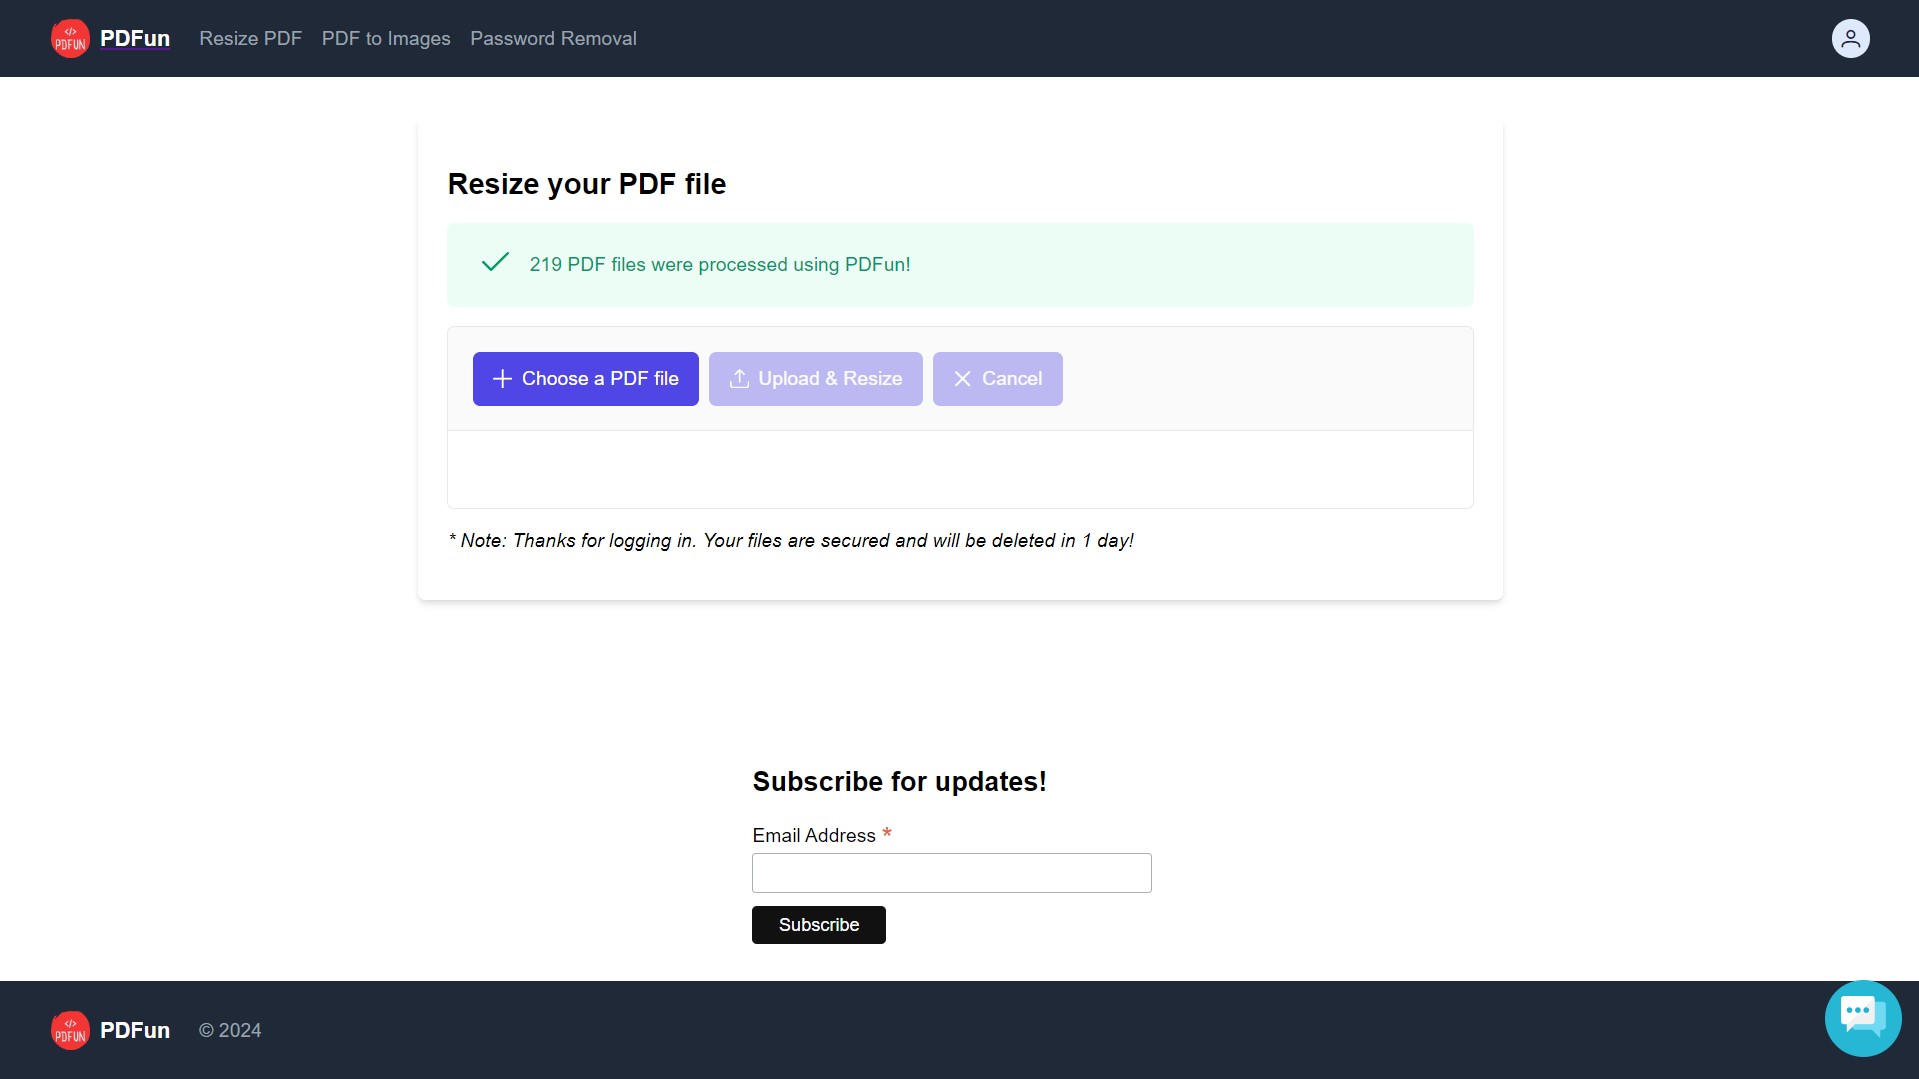 </> PDFUN PDFun Resize PDF PDF to Images Password Removal
Resize your PDF file
219 PDF files were processed using PDFun!
Choose a PDF file Upload & Resize Cancel
* Note: Thanks for logging in. Your files are secured and will be deleted in 1 day!
Subscribe for updates!
Email Address *
Subscribe
</> PDFUN PDFun © 2024